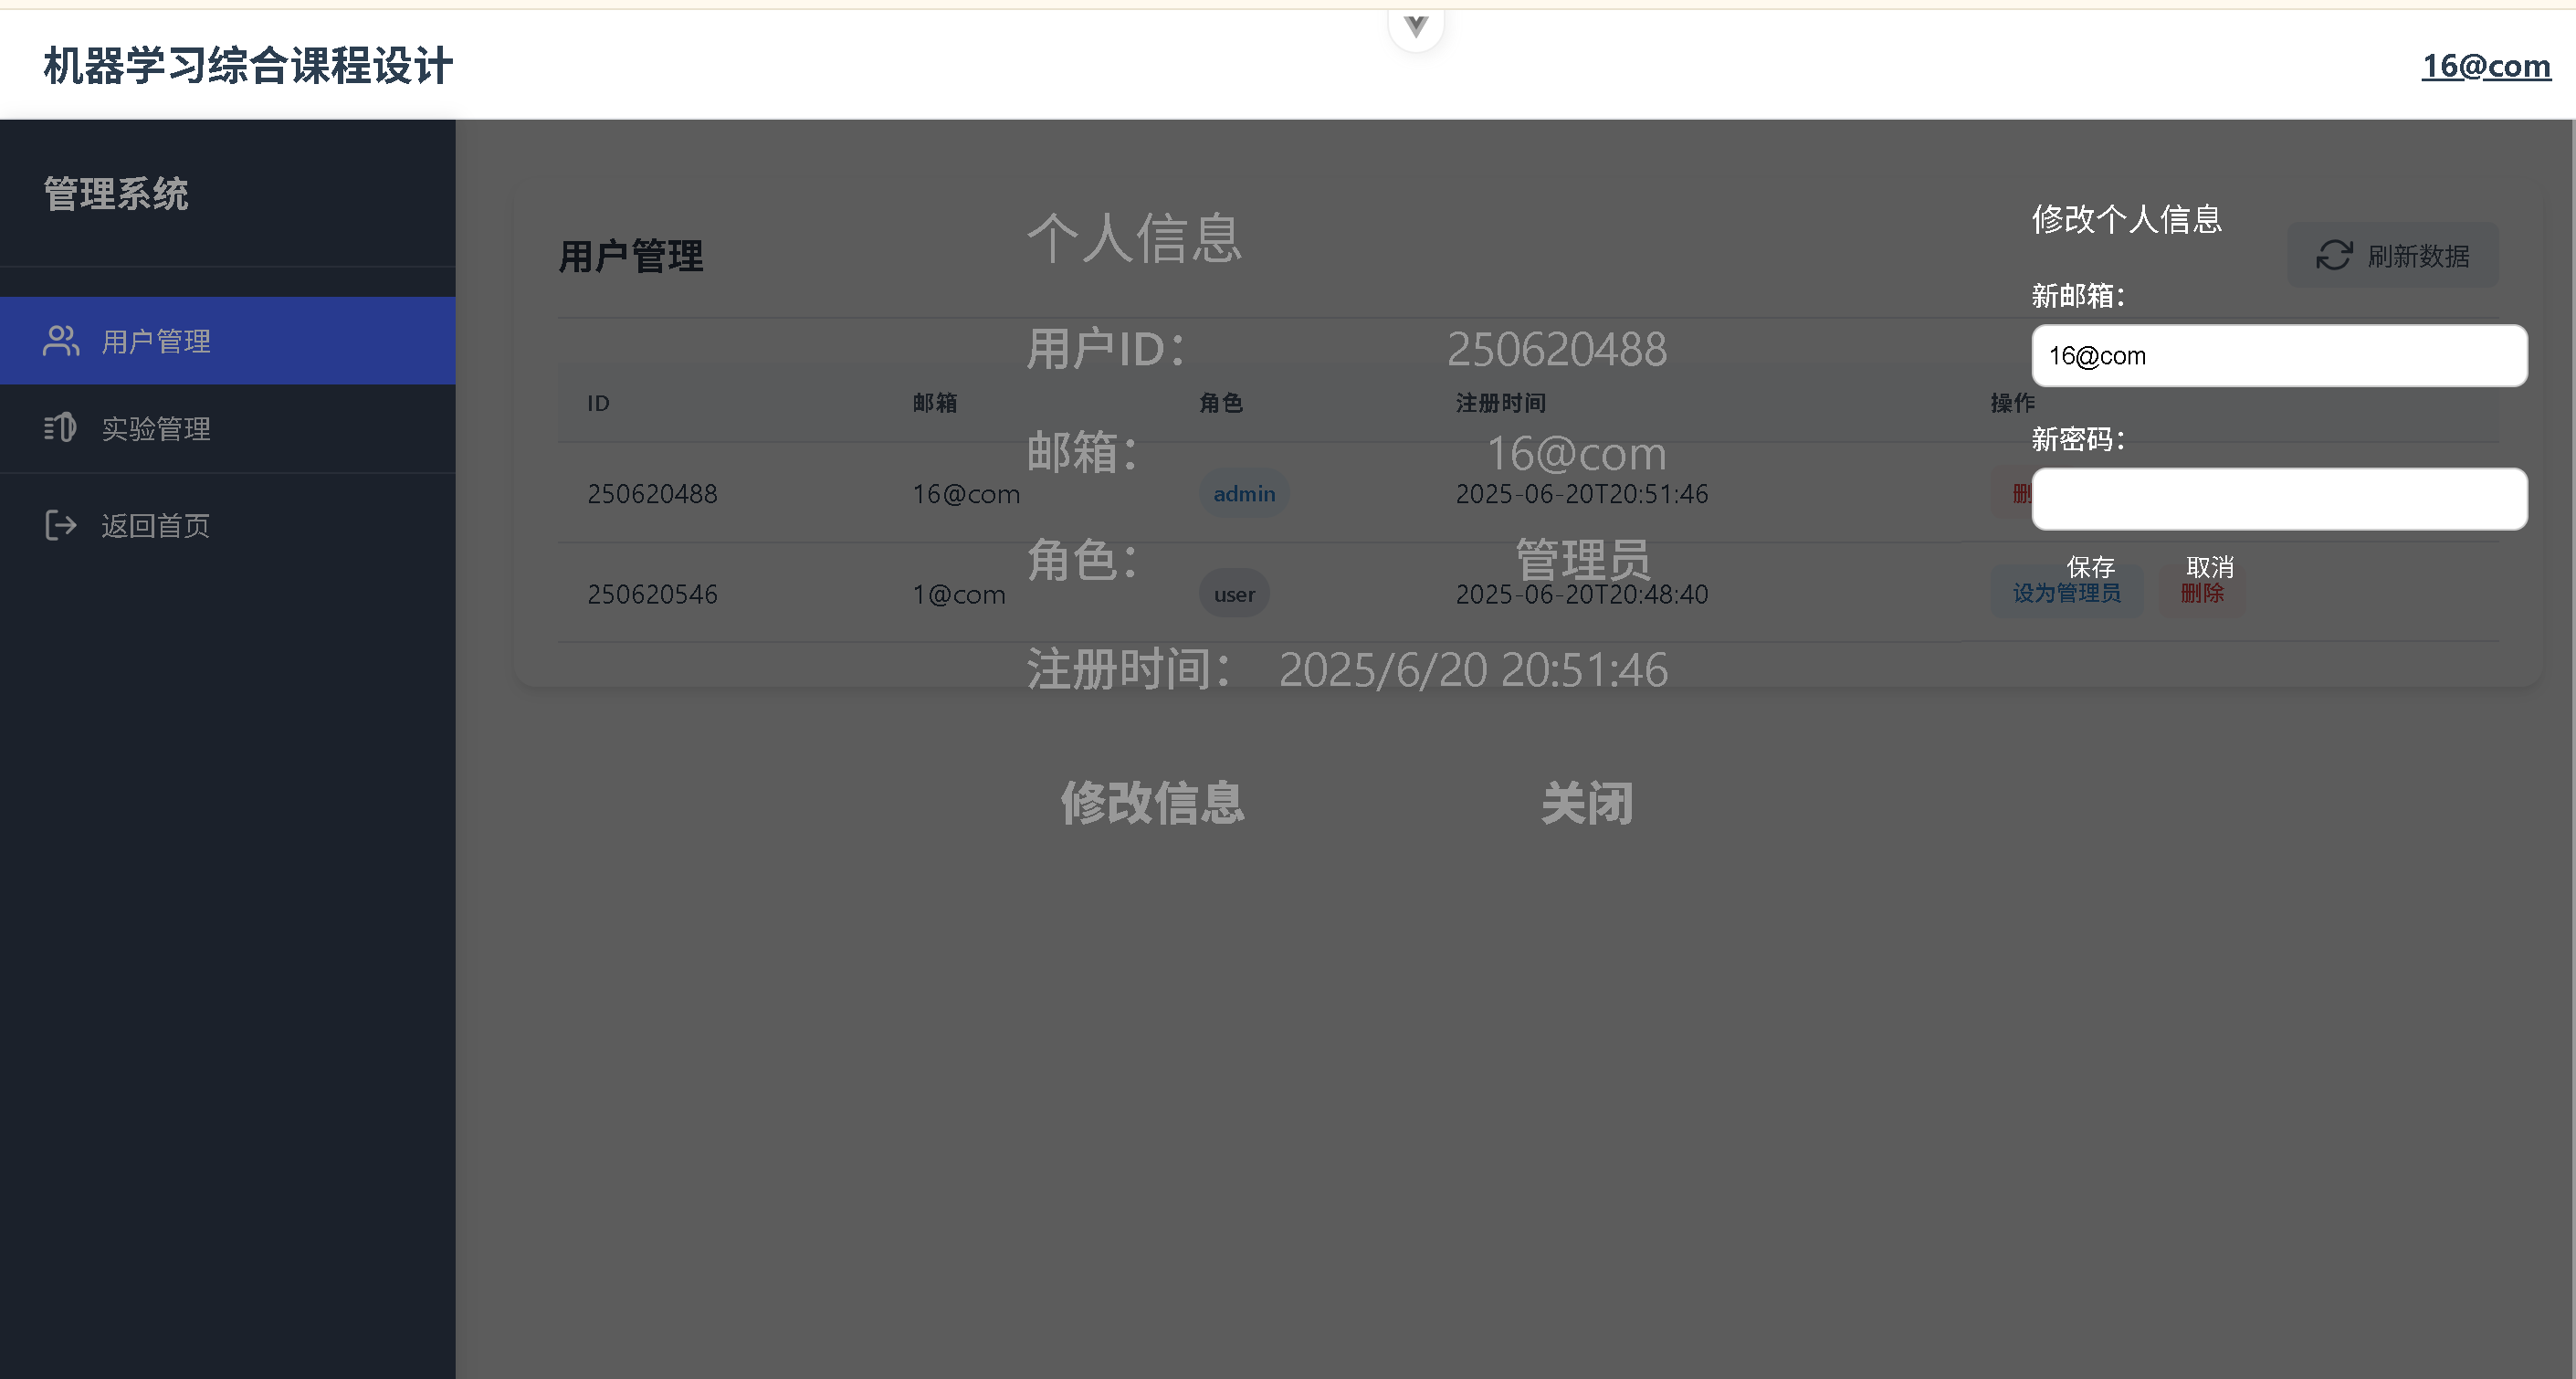 机器学习综合课程设计
16@com
管理系统
用户管理
实验管理
返回首页
用户管理
刷新数据
ID 邮箱 角色 注册时间 操作
250620488 16@com admin 2025-06-20T20:51:46 删
250620546 1@com user 2025-06-20T20:48:40 设为管理员 删除
个人信息
用户ID： 250620488
邮箱： 16@com
角色： 管理员
注册时间： 2025/6/20 20:51:46
修改信息 关闭
修改个人信息
新邮箱：
16@com
新密码：
保存 取消